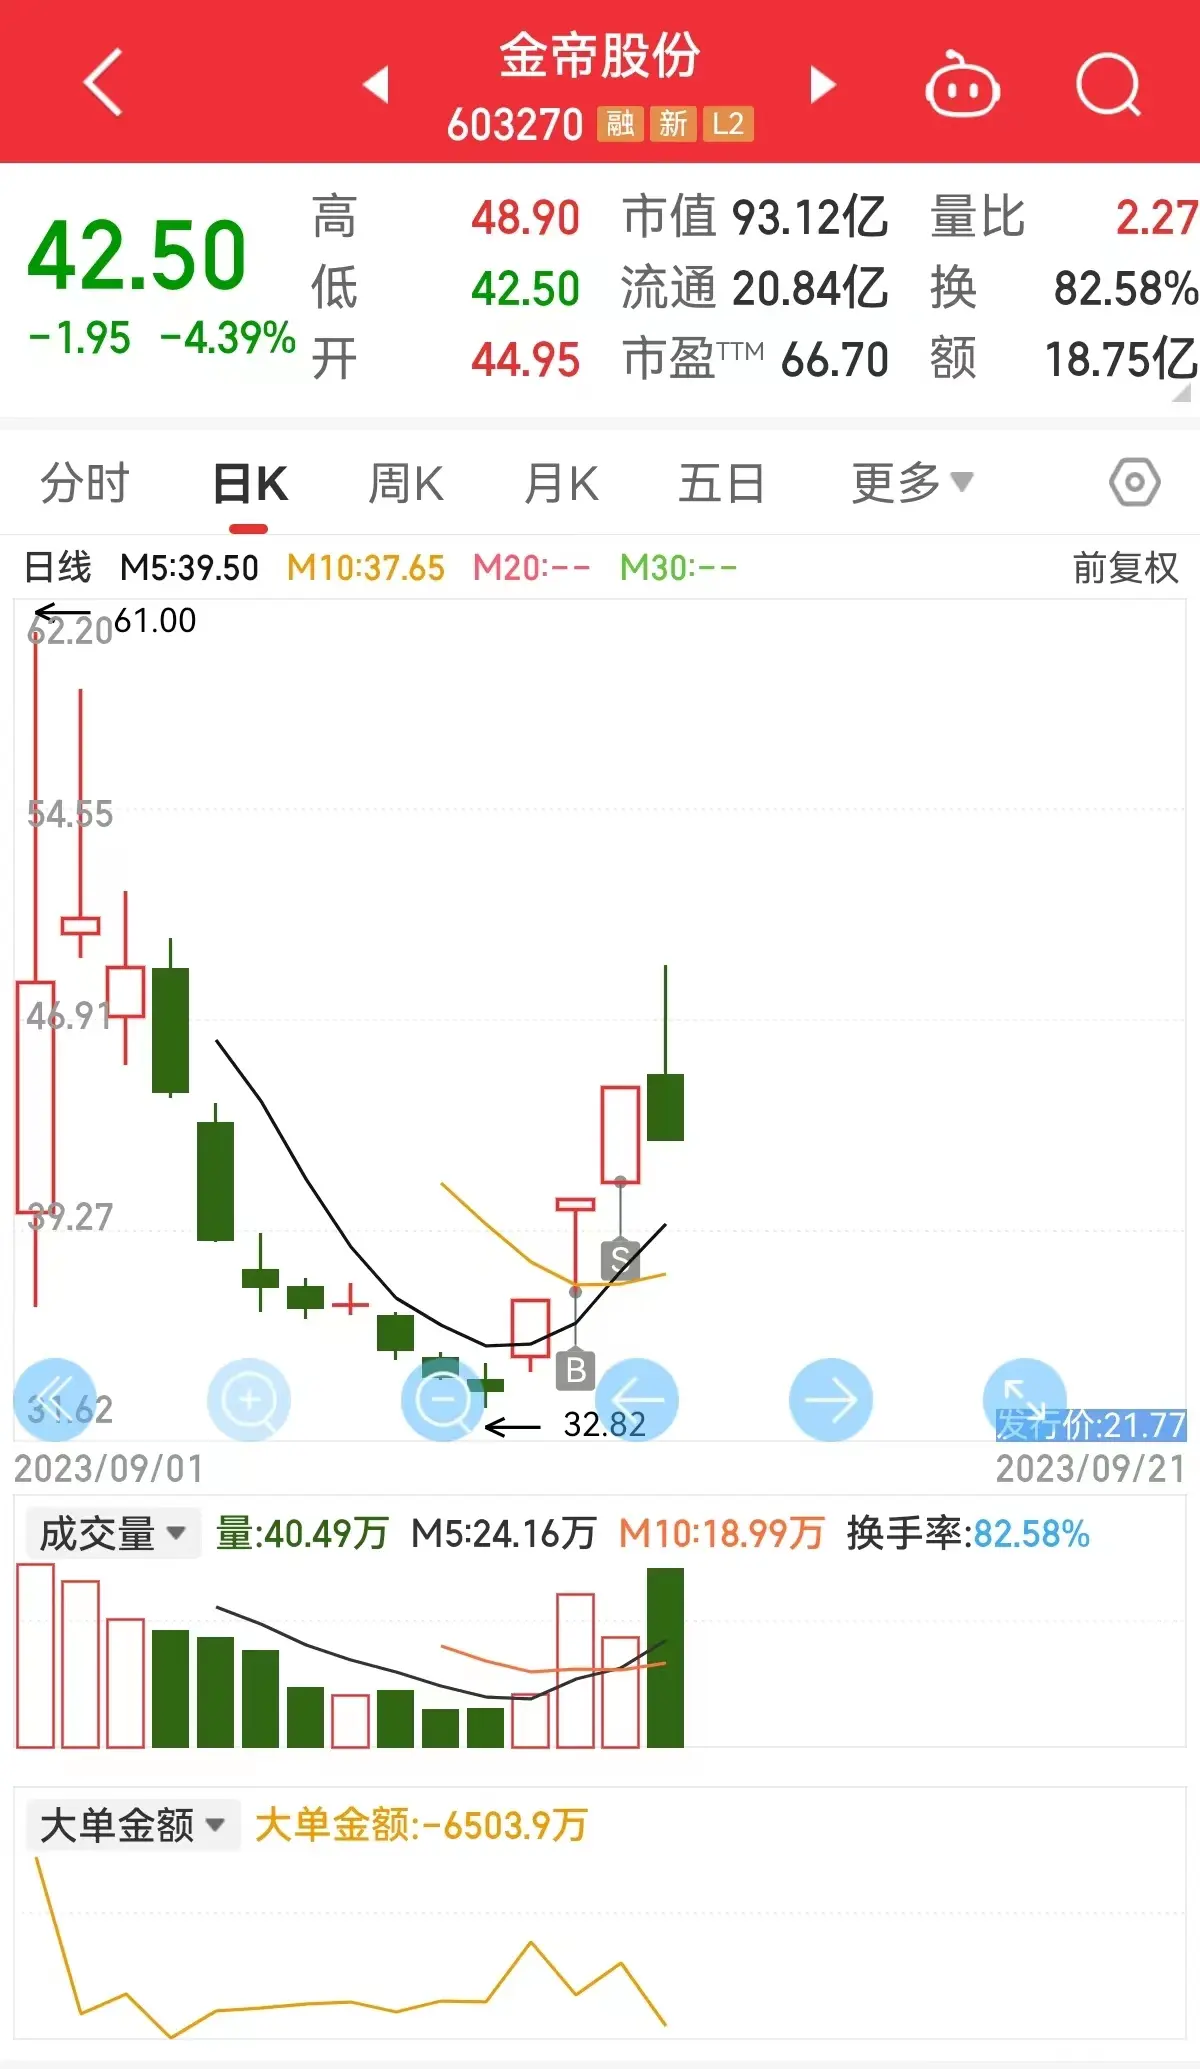 金帝股份
603270 融 新 L2
42.50
-1.95 -4.39%
高 48.90 市值 93.12亿 量比 2.27
低 42.50 流通 20.84亿 换 82.58%
开 44.95 市盈TTM 66.70 额 18.75亿
分时 日K 周K 月K 五日 更多
日线 M5:39.50 M10:37.65 M20:-- M30:-- 前复权
61.00
62.20
54.55
46.91
39.27
S
B
31.62
32.82
发行价:21.77
2023/09/01 2023/09/21
成交量 量:40.49万 M5:24.16万 M10:18.99万 换手率:82.58%
大单金额 大单金额:-6503.9万